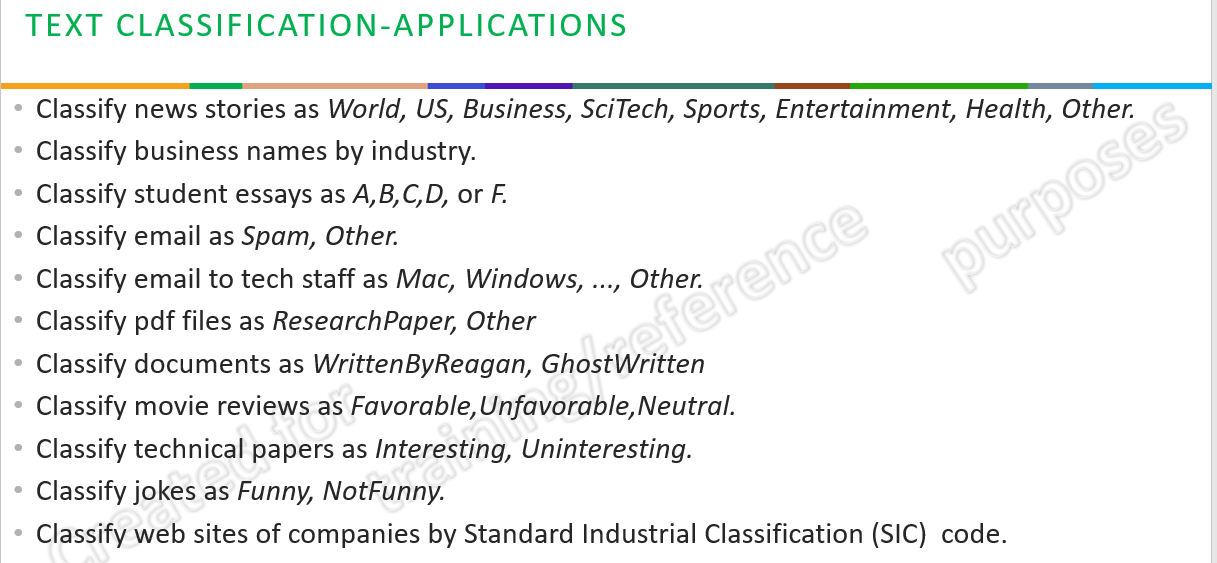 TEXT CLASSIFICATION-APPLICATIONS
• Classify news stories as World, US, Business, SciTech, Sports, Entertainment, Health, Other.
• Classify business names by industry.
• Classify student essays as A,B,C,D, or F.
• Classify email as Spam, Other.
• Classify email to tech staff as Mac, Windows, ..., Other.
• Classify pdf files as ResearchPaper, Other
• Classify documents as WrittenByReagan, GhostWritten
• Classify movie reviews as Favorable,Unfavorable,Neutral.
• Classify technical papers as Interesting, Uninteresting.
• Classify jokes as Funny, NotFunny.
• Classify web sites of companies by Standard Industrial Classification (SIC)  code.
Created for training/reference purposes